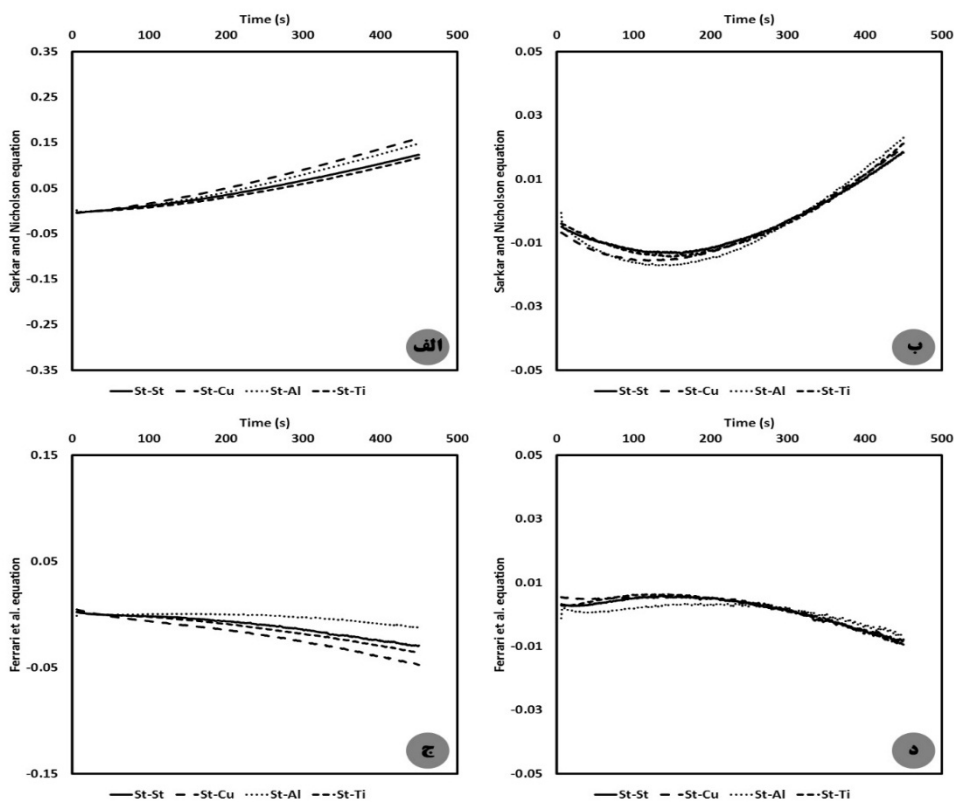 Time (s)
0 100 200 300 400 500
0.35
0.25
0.15
0.05
-0.05
-0.15
-0.25
-0.35
Sarkar and Nicholson equation
الف
St-St St-Cu St-Al St-Ti
Time (s)
0 100 200 300 400 500
0.05
0.03
0.01
-0.01
-0.03
-0.05
Sarkar and Nicholson equation
ب
St-St St-Cu St-Al St-Ti
Time (s)
0 100 200 300 400 500
0.15
0.05
-0.05
-0.15
Ferrari et al. equation
ج
St-St St-Cu St-Al St-Ti
Time (s)
0 100 200 300 400 500
0.05
0.03
0.01
-0.01
-0.03
-0.05
Ferrari et al. equation
د
St-St St-Cu St-Al St-Ti